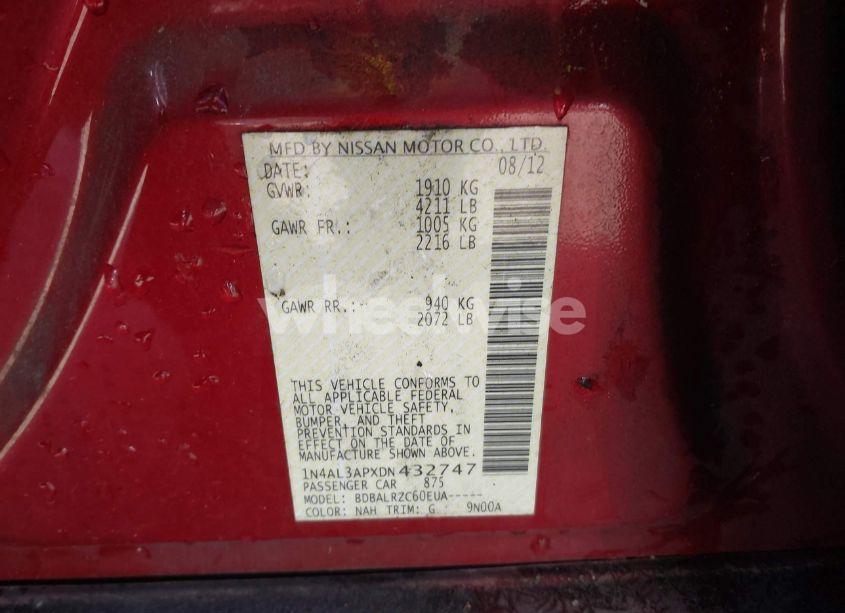 MFD BY NISSAN MOTOR CO., LTD.
DATE: 08/12
GVWR: 1910 KG
4211 LB
GAWR FR.: 1005 KG
2216 LB
GAWR RR.: 940 KG
2072 LB
wheelwise
THIS VEHICLE CONFORMS TO
ALL APPLICABLE FEDERAL
MOTOR VEHICLE SAFETY,
BUMPER, AND THEFT
PREVENTION STANDARDS IN
EFFECT ON THE DATE OF
MANUFACTURE SHOWN ABOVE.
1N4AL3APXDN432747
PASSENGER CAR 875
MODEL: BDBALRZC60EUA-----
COLOR: NAH TRIM: G 9N00A